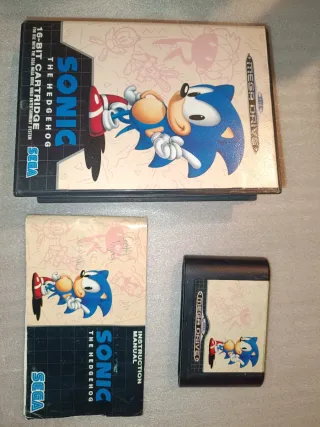 MEGA DRIVE
SONIC
THE HEDGEHOG
16-BIT CARTRIDGE
SEGA
INSTRUCTION
MANUAL
SONIC
THE HEDGEHOG
SEGA
MEGA DRIVE